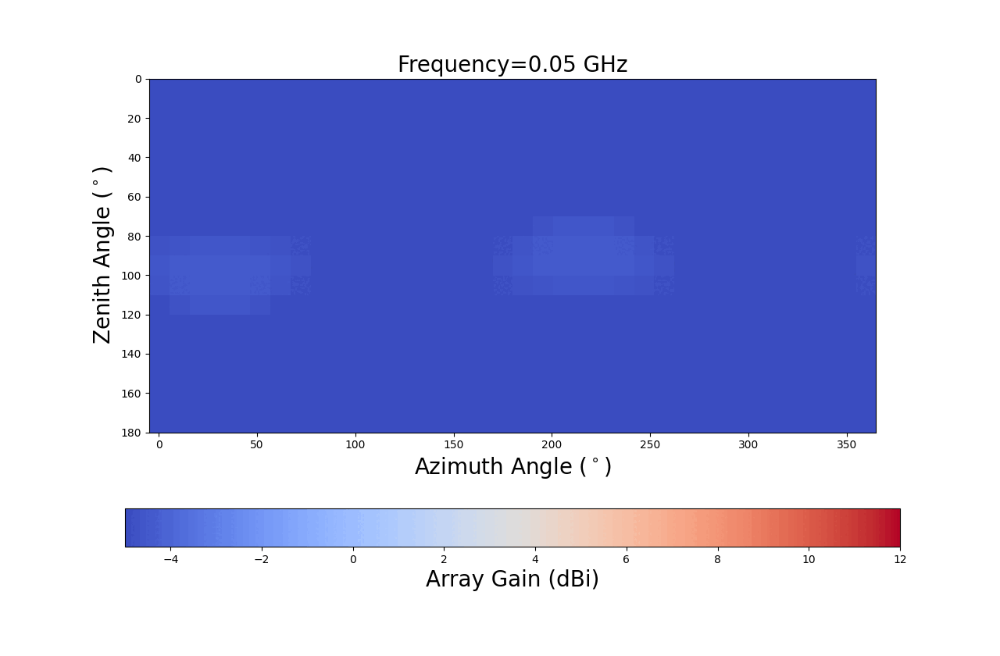 Frequency=0.05 GHz
0
20
40
60
80
100
120
140
160
180
Zenith Angle (°)
0 50 100 150 200 250 300 350
Azimuth Angle (°)
−4 −2 0 2 4 6 8 10 12
Array Gain (dBi)